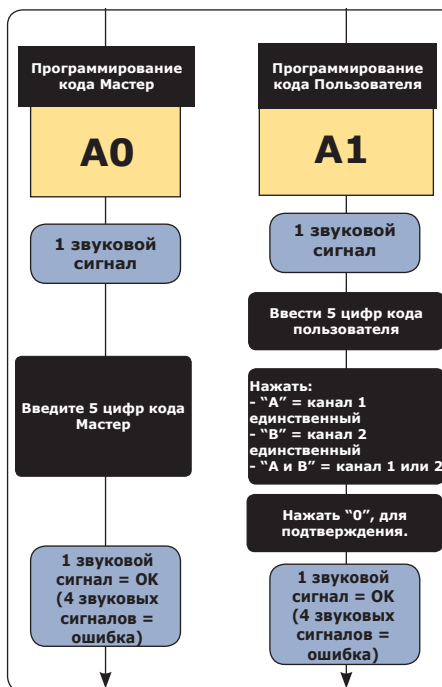 Программирование
кода Мастер
A0
1 звуковой
сигнал
Введите 5 цифр кода
Мастер
1 звуковой
сигнал = OK
(4 звуковых
сигналов =
ошибка)
Программирование
кода Пользователя
A1
1 звуковой
сигнал
Ввести 5 цифр кода
пользователя
Нажать:
- “A” = канал 1
единственный
- “B” = канал 2
единственный
- “A и B” = канал 1 или 2
Нажать “0”, для
подтверждения.
1 звуковой
сигнал = OK
(4 звуковых
сигналов =
ошибка)